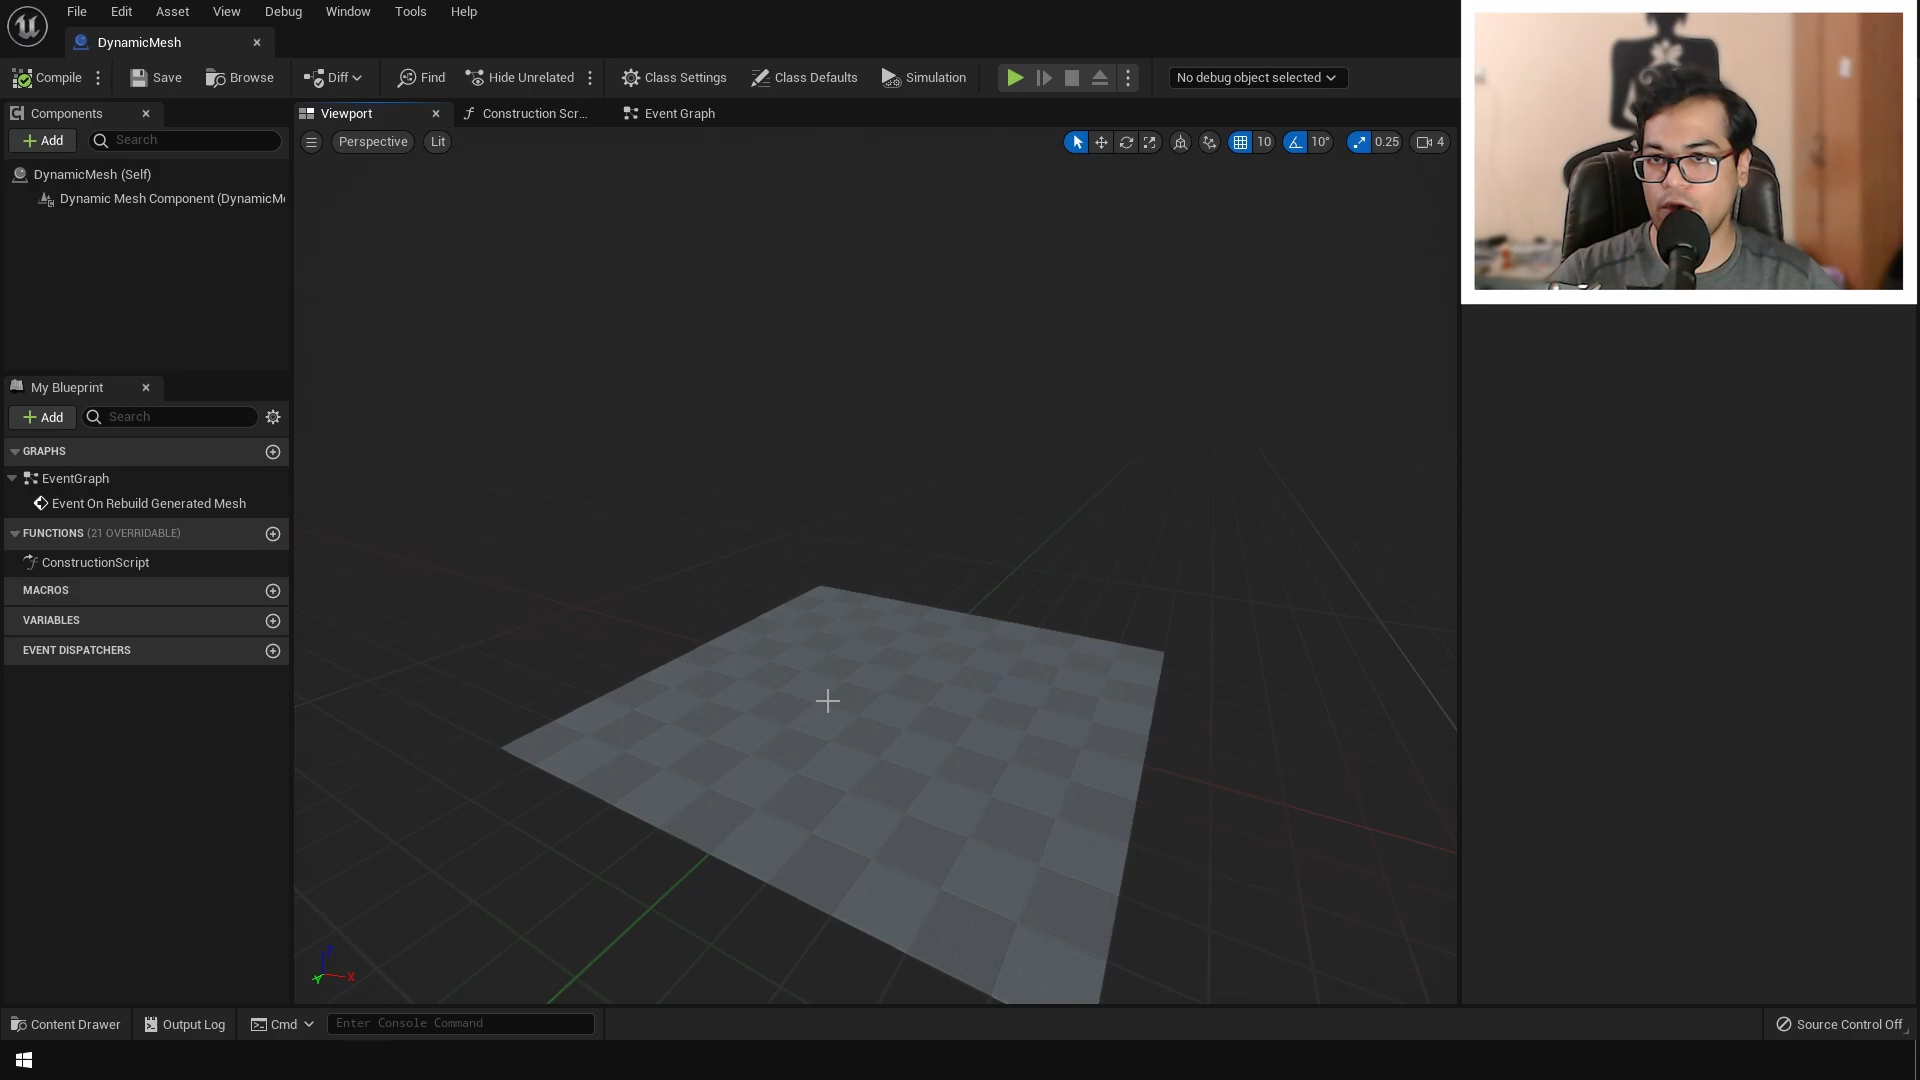 File Edit Asset View Debug Window Tools Help
DynamicMesh
Compile Save Browse Diff Find Hide Unrelated Class Settings Class Defaults Simulation No debug object selected
Components
Viewport Construction Scr... Event Graph
Add Search
Perspective Lit 10 10° 0.25 4
DynamicMesh (Self)
Dynamic Mesh Component (DynamicMe
My Blueprint
Add Search
GRAPHS
EventGraph
Event On Rebuild Generated Mesh
FUNCTIONS (21 OVERRIDABLE)
ConstructionScript
MACROS
VARIABLES
EVENT DISPATCHERS
Z
X
Y
Content Drawer Output Log Cmd Enter Console Command Source Control Off